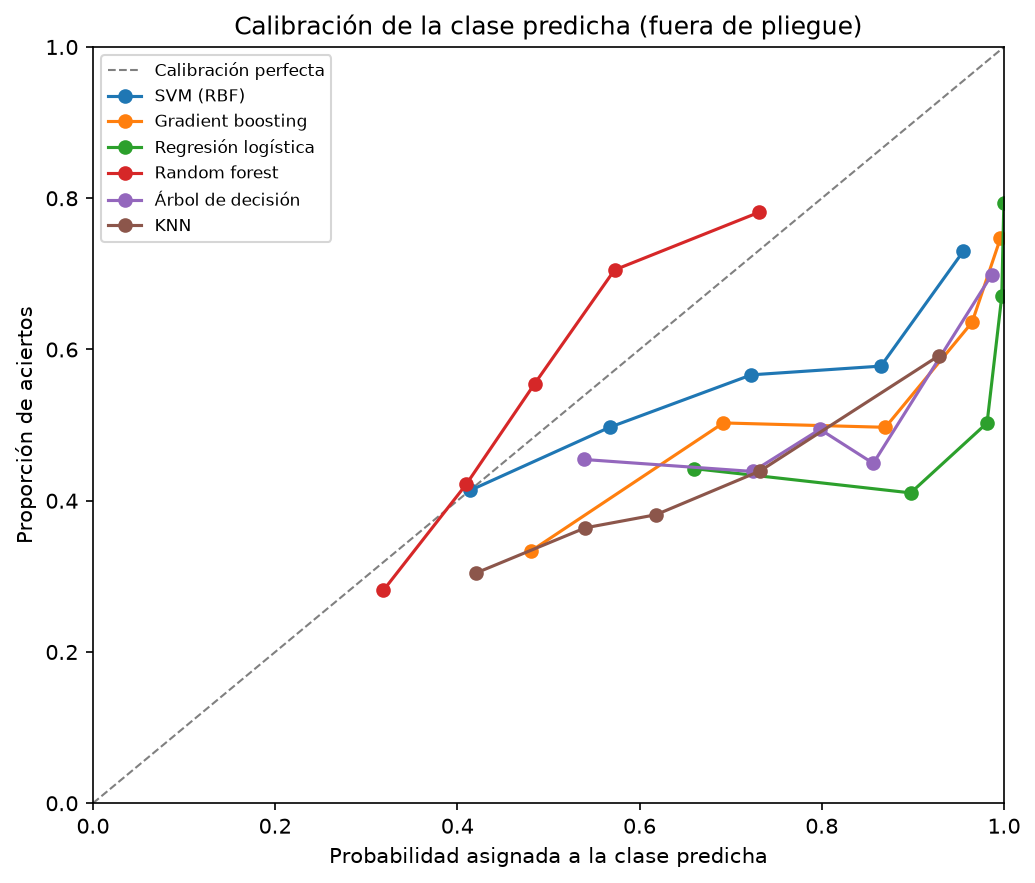 Calibración de la clase predicha (fuera de pliegue)
Calibración perfecta
SVM (RBF)
Gradient boosting
Regresión logística
Random forest
Árbol de decisión
KNN
Proporción de aciertos
1.0
0.8
0.6
0.4
0.2
0.0
0.0 0.2 0.4 0.6 0.8 1.0
Probabilidad asignada a la clase predicha